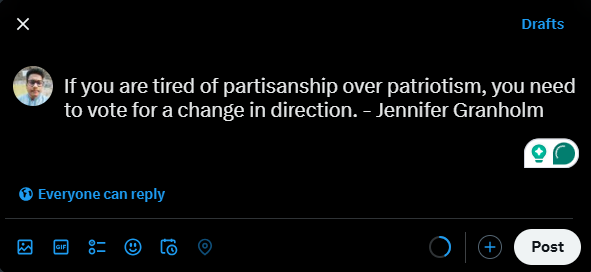 Drafts
If you are tired of partisanship over patriotism, you need
to vote for a change in direction. - Jennifer Granholm
Everyone can reply
GIF
Post